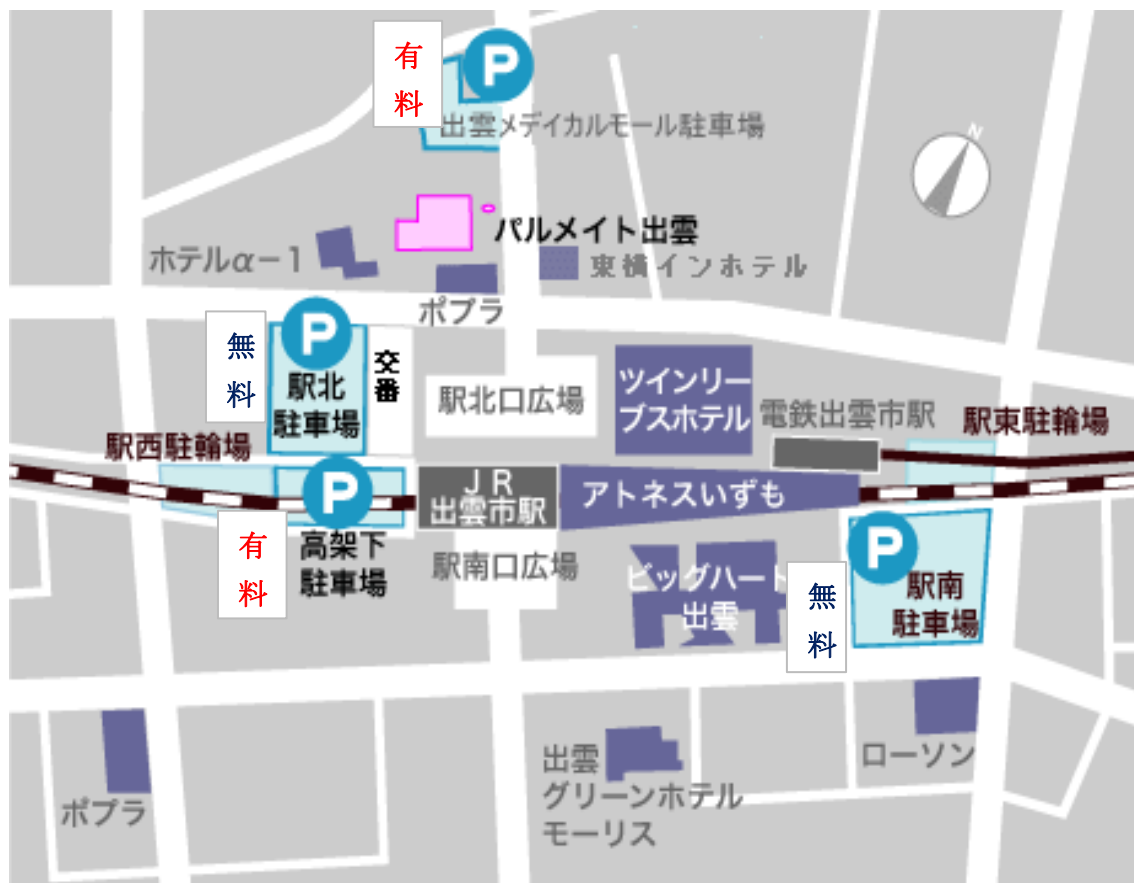 有
料
P
出雲メディカルモール駐車場
N
パルメイト出雲
ホテルα－1
東横インホテル
ポプラ
無
料
P
駅北
駐車場
交
番
駅北口広場
ツインリー
ブスホテル
電鉄出雲市駅
駅東駐輪場
駅西駐輪場
P
ＪＲ
出雲市駅
アトネスいずも
有
料
高架下
駐車場
駅南口広場
ビッグハート
出雲
無
料
P
駅南
駐車場
ローソン
出雲
グリーンホテル
モーリス
ポプラ